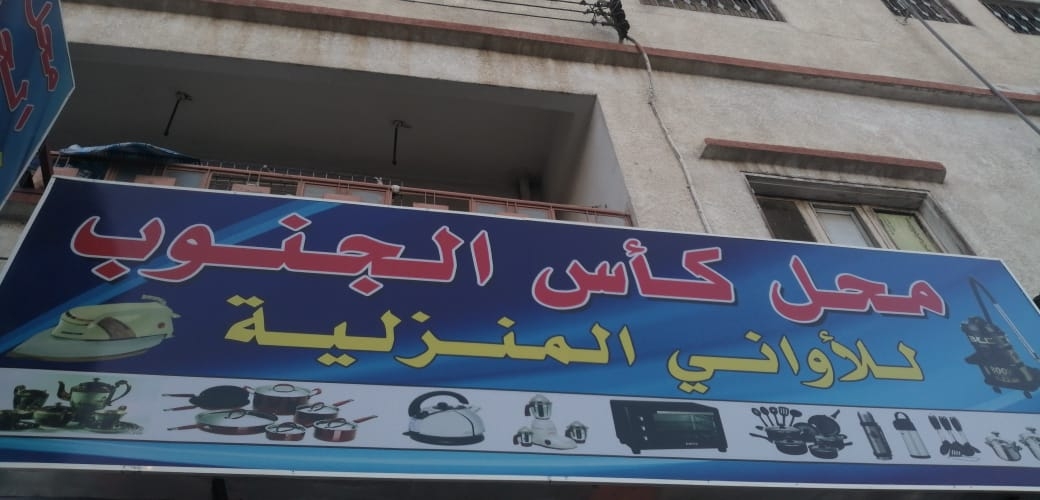 محل كأس الجنوب
للأواني المنزلية